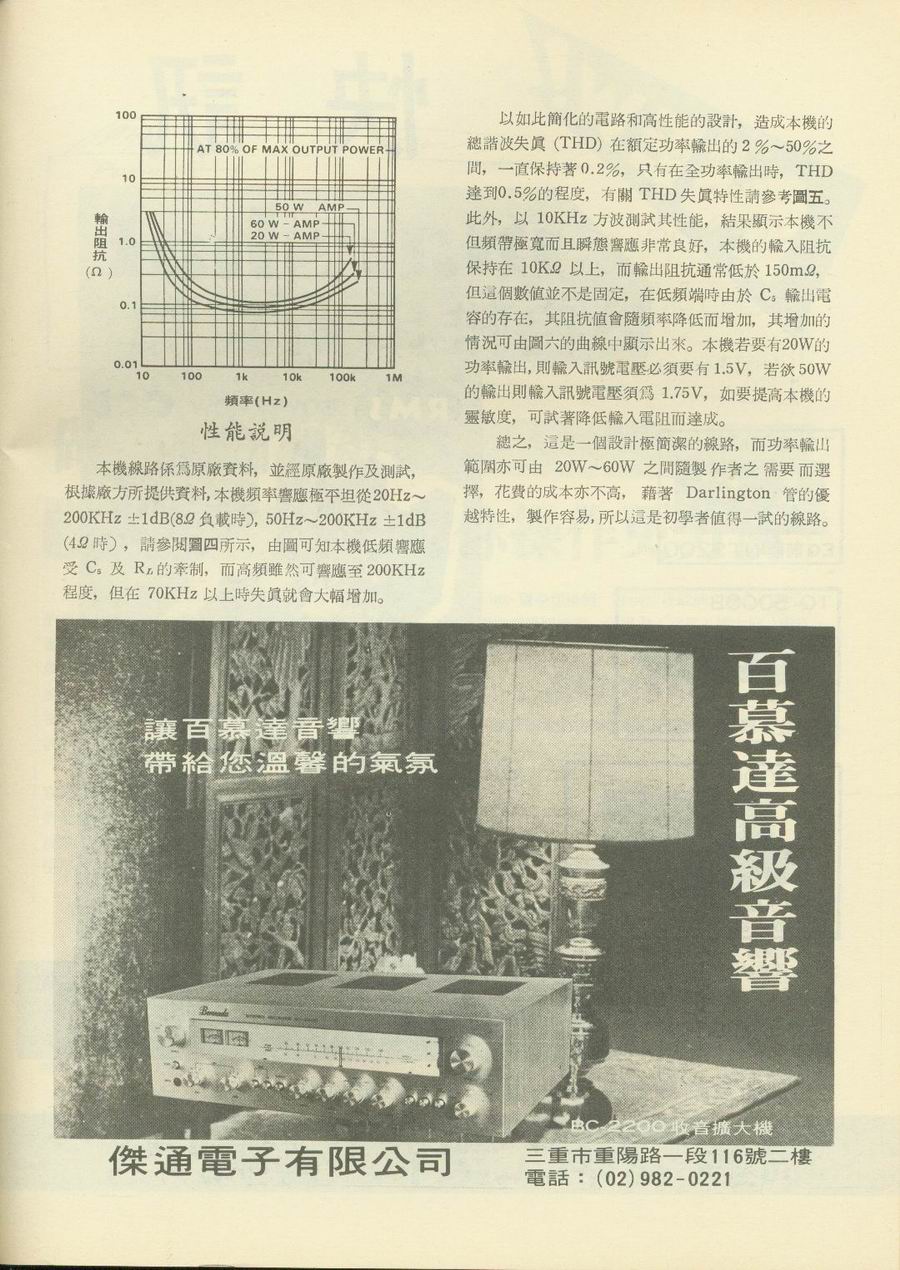 100
10
1.0
0.1
0.01
輸出阻抗
(Ω)
AT 80% OF MAX OUTPUT POWER
50 W AMP
60 W - AMP
20 W - AMP
10 100 1k 10k 100k 1M
頻率(Hz)
性能説明
本機線路係爲原廠資料，並經原廠製作及測試，
根據廠方所提供資料，本機頻率響應極平坦從20Hz～
200KHz ±1dB(8Ω 負載時)，50Hz～200KHz ±1dB
(4Ω 時)，請參閱圖四所示，由圖可知本機低頻響應
受 C₅ 及 R_L 的牽制，而高頻雖然可響應至 200KHz
程度，但在 70KHz 以上時失眞就會大幅增加。
以如此簡化的電路和高性能的設計，造成本機的
總諧波失眞 (THD) 在額定功率輸出的 2 %～50%之
間，一直保持著 0.2%，只有在全功率輸出時，THD
達到0.5%的程度，有關 THD 失眞特性請參考圖五。
此外，以 10KHz 方波測試其性能，結果顯示本機不
但頻帶極寬而且瞬態響應非常良好，本機的輸入阻抗
保持在 10KΩ 以上，而輸出阻抗通常低於 150mΩ，
但這個數値並不是固定，在低頻端時由於 C₅ 輸出電
容的存在，其阻抗値會隨頻率降低而增加，其增加的
情況可由圖六的曲線中顯示出來。本機若要有20W的
功率輸出，則輸入訊號電壓必須要有 1.5V，若欲 50W
的輸出則輸入訊號電壓須爲 1.75V，如要提高本機的
靈敏度，可試著降低輸入電阻而達成。
總之，這是一個設計極簡潔的線路，而功率輸出
範圍亦可由 20W～60W 之間隨製作者之需要而選
擇，花費的成本亦不高，藉著 Darlington 管的優
越特性，製作容易，所以這是初學者値得一試的線路。
讓百慕達音響
帶給您溫馨的氣氛
百慕達高級音響
Bermuda
BC-2200收音擴大機
傑通電子有限公司
三重市重陽路一段116號二樓
電話：(02)982-0221